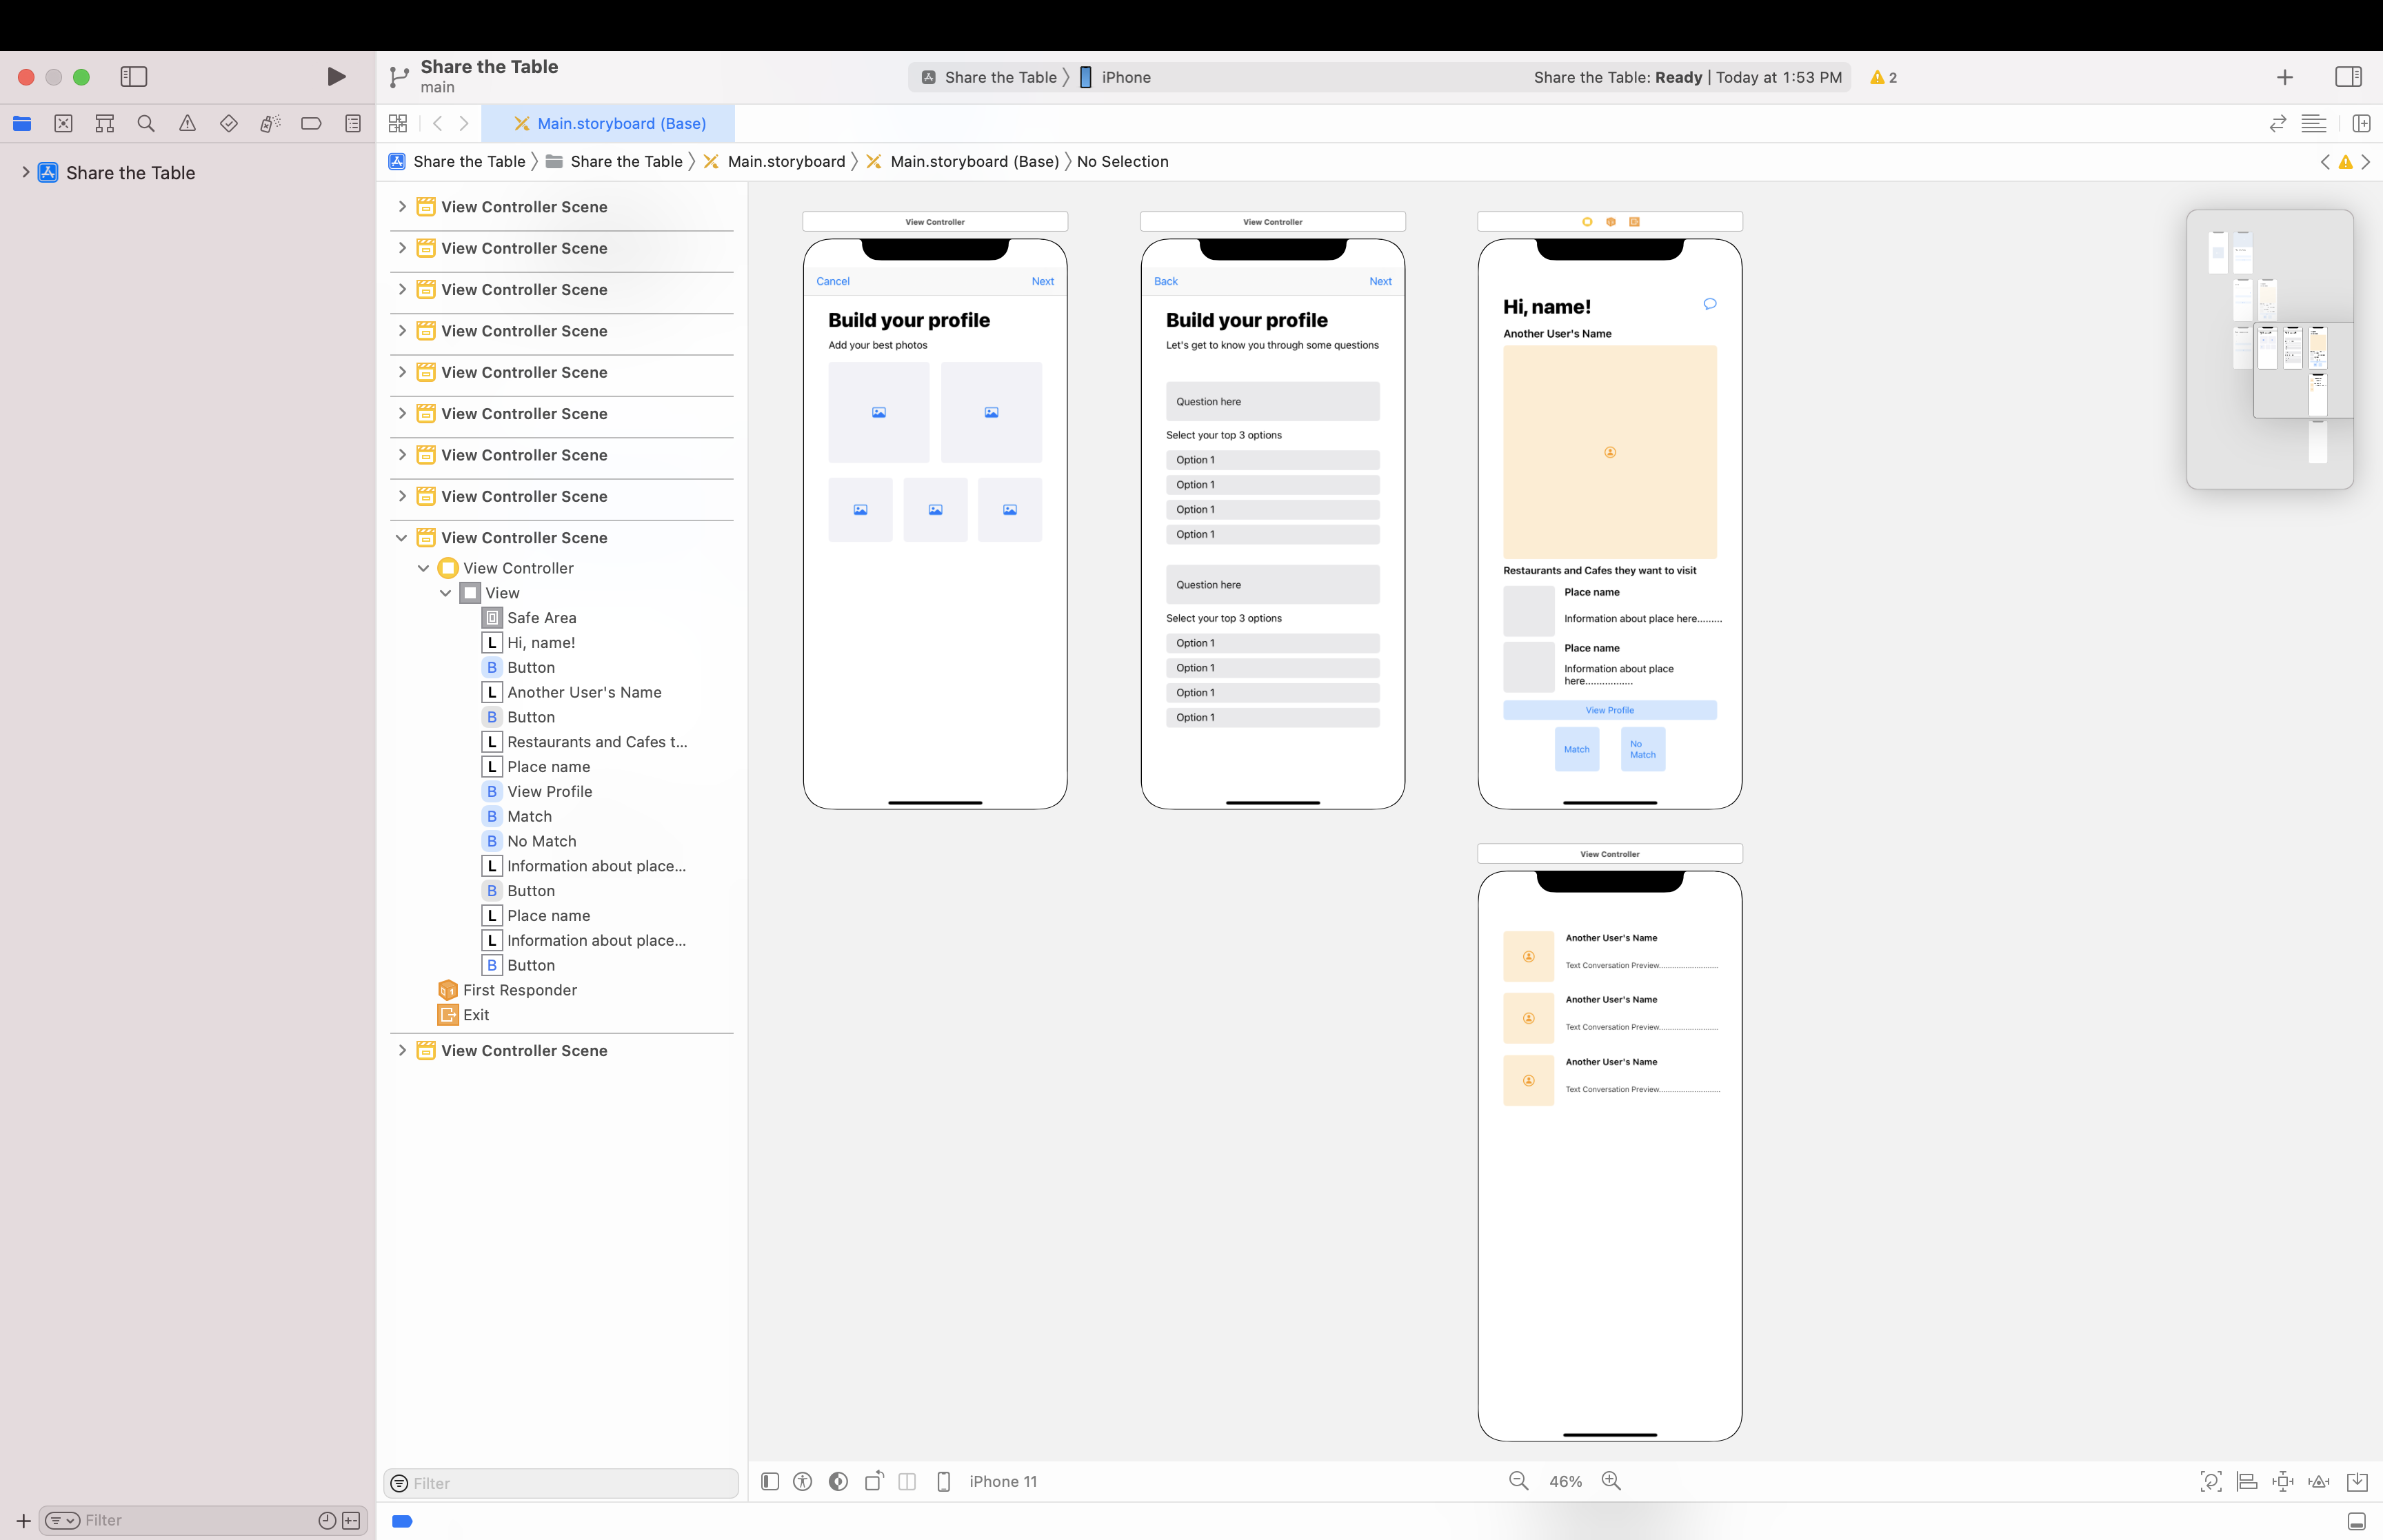 Share the Table
main
Share the Table
iPhone
Share the Table: Ready | Today at 1:53 PM
2
Main.storyboard (Base)
Share the Table
Share the Table
Share the Table
Main.storyboard
Main.storyboard (Base)
No Selection
View Controller Scene
View Controller Scene
View Controller Scene
View Controller Scene
View Controller Scene
View Controller Scene
View Controller Scene
View Controller Scene
View Controller Scene
View Controller
View
Safe Area
L Hi, name!
B Button
L Another User's Name
B Button
L Restaurants and Cafes t...
L Place name
B View Profile
B Match
B No Match
L Information about place...
B Button
L Place name
L Information about place...
B Button
First Responder
Exit
View Controller Scene
Filter
Filter
View Controller
Cancel
Next
Build your profile
Add your best photos
View Controller
Back
Next
Build your profile
Let's get to know you through some questions
Question here
Select your top 3 options
Option 1
Option 1
Option 1
Option 1
Question here
Select your top 3 options
Option 1
Option 1
Option 1
Option 1
Hi, name!
Another User's Name
Restaurants and Cafes they want to visit
Place name
Information about place here.........
Place name
Information about place
here................
View Profile
Match
No
Match
View Controller
Another User's Name
Text Conversation Preview............................
Another User's Name
Text Conversation Preview............................
Another User's Name
Text Conversation Preview.............................
iPhone 11
46%